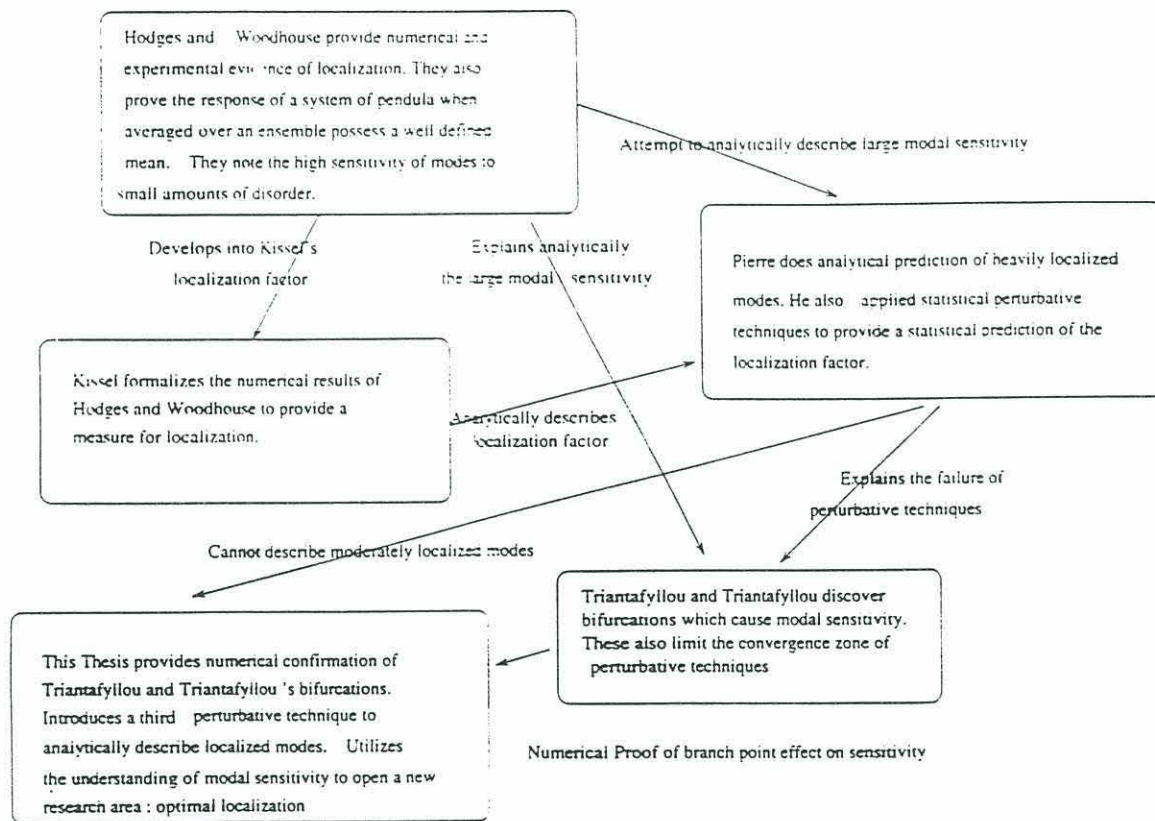 Hodges and Woodhouse provide numerical and
experimental evidence of localization. They also
prove the response of a system of pendula when
averaged over an ensemble possess a well defined
mean. They note the high sensitivity of modes to
small amounts of disorder.
Attempt to analytically describe large modal sensitivity
Develops into Kissel's
localization factor
Explains analytically
the large modal sensitivity
Pierre does analytical prediction of heavily localized
modes. He also applied statistical perturbative
techniques to provide a statistical prediction of the
localization factor.
Kissel formalizes the numerical results of
Hodges and Woodhouse to provide a
measure for localization.
Analytically describes
localization factor
Explains the failure of
perturbative techniques
Cannot describe moderately localized modes
Triantafyllou and Triantafyllou discover
bifurcations which cause modal sensitivity.
These also limit the convergence zone of
perturbative techniques
This Thesis provides numerical confirmation of
Triantafyllou and Triantafyllou 's bifurcations.
Introduces a third perturbative technique to
analytically describe localized modes. Utilizes
the understanding of modal sensitivity to open a new
research area : optimal localization
Numerical Proof of branch point effect on sensitivity